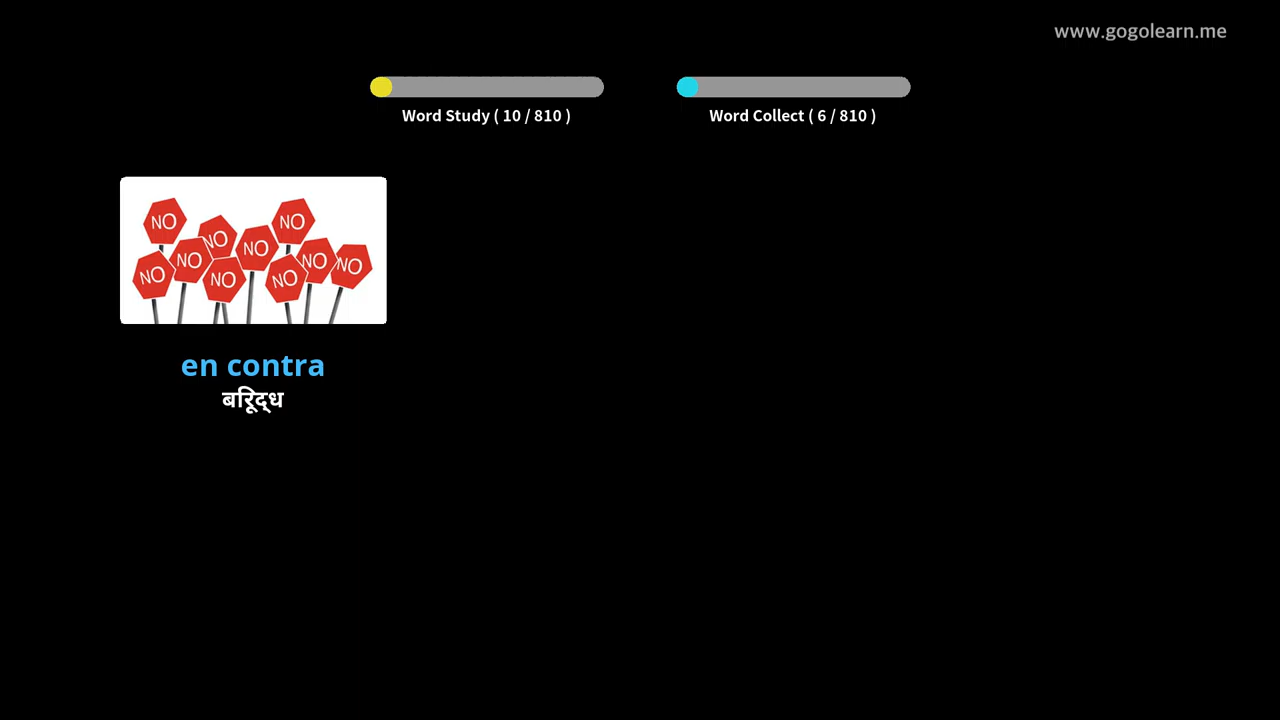 www.gogolearn.me
Word Study ( 10 / 810 )
Word Collect ( 6 / 810 )
NO
NO
NO
NO
NO
NO
NO
NO
NO
NO
en contra
बरिूद्ध